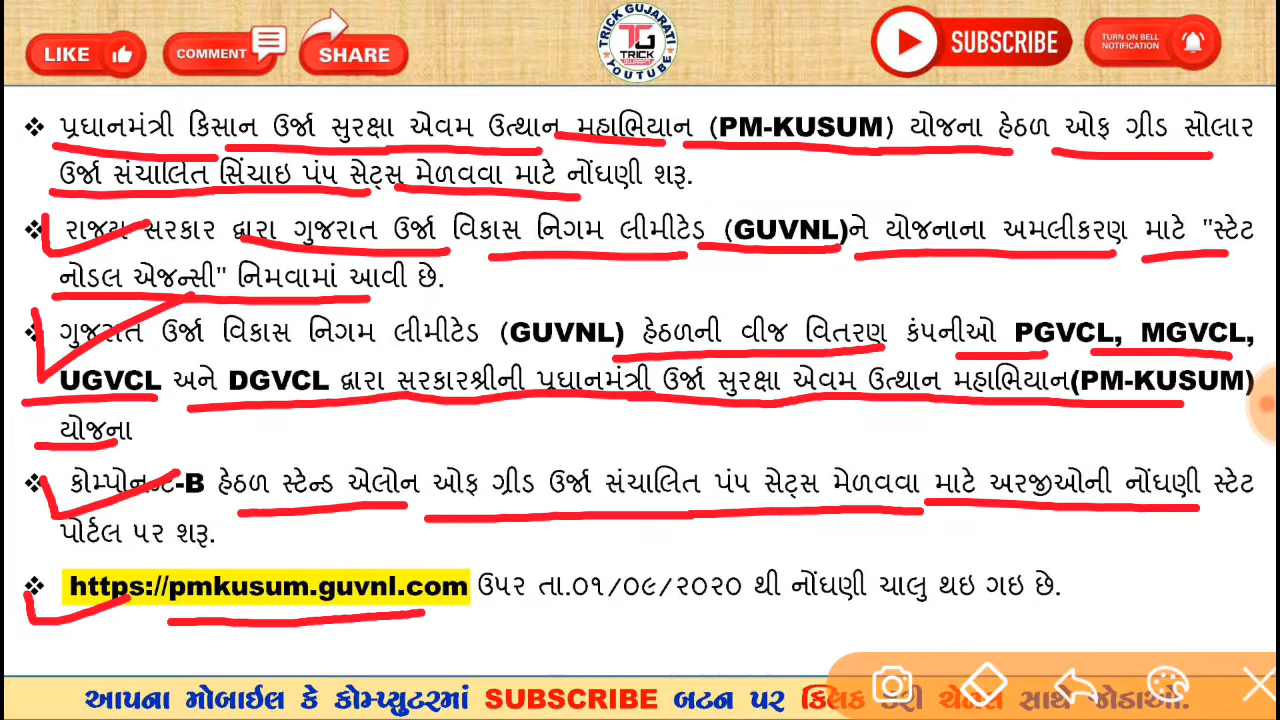 LIKE
COMMENT
SHARE
TRICK GUJARATI
TG
TRICK
YOUTUBE
SUBSCRIBE
TURN ON BELL
NOTIFICATION
❖ પ્રધાનમંત્રી કિસાન ઉર્જા સુરક્ષા એવમ ઉત્થાન મહાભિયાન (PM-KUSUM) યોજના હેઠળ ઓફ ગ્રીડ સોલાર
ઉર્જા સંચાલિત સિંચાઇ પંપ સેટ્સ મેળવવા માટે નોંધણી શરૂ.
❖ રાજય સરકાર દ્વારા ગુજરાત ઉર્જા વિકાસ નિગમ લીમીટેડ (GUVNL)ને યોજનાના અમલીકરણ માટે "સ્ટેટ
નોડલ એજન્સી" નિમવામાં આવી છે.
❖ ગુજરાત ઉર્જા વિકાસ નિગમ લીમીટેડ (GUVNL) હેઠળની વીજ વિતરણ કંપનીઓ PGVCL, MGVCL,
UGVCL અને DGVCL દ્વારા સરકારશ્રીની પ્રધાનમંત્રી ઉર્જા સુરક્ષા એવમ ઉત્થાન મહાભિયાન(PM-KUSUM)
યોજના
❖ કોમ્પોનન્ટ-B હેઠળ સ્ટેન્ડ એલોન ઓફ ગ્રીડ ઉર્જા સંચાલિત પંપ સેટ્સ મેળવવા માટે અરજીઓની નોંધણી સ્ટેટ
પોર્ટલ પર શરૂ.
❖ https://pmkusum.guvnl.com ઉપર તા.૦૧/૦૯/૨૦૨૦ થી નોંધણી ચાલુ થઇ ગઇ છે.
આપના મોબાઈલ કે કોમ્પ્યુટરમાં SUBSCRIBE બટન પર ક્લિક કરી ચેનલ સાથે જોડાઓ.